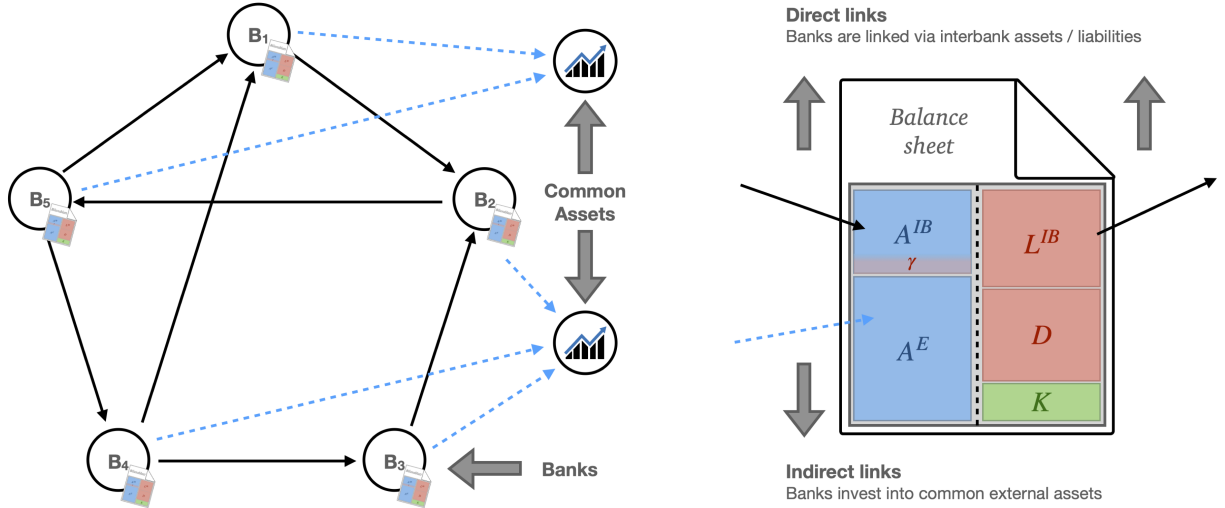 B₁
B₅
B₂
Common
Assets
B₄
B₃
Banks
Direct links
Banks are linked via interbank assets / liabilities
Balance
sheet
A^{IB}
γ
L^{IB}
A^E
D
K
Indirect links
Banks invest into common external assets